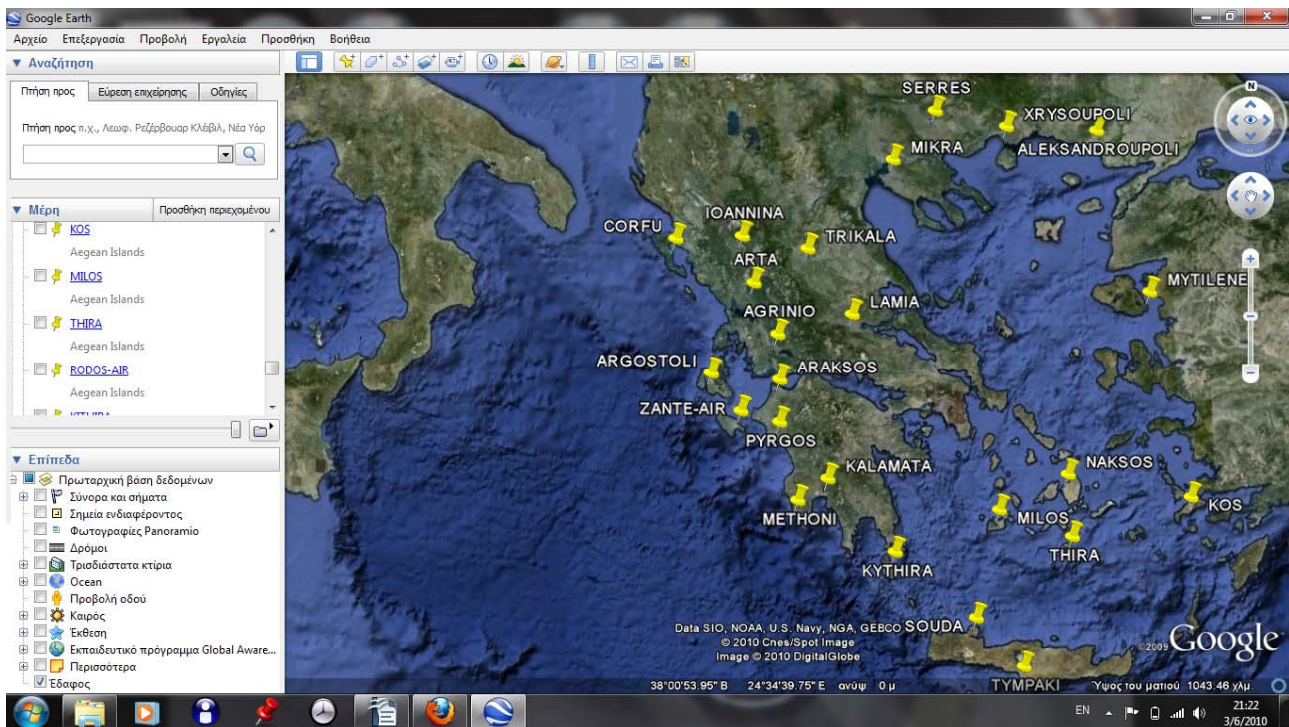 Google Earth
Αρχείο Επεξεργασία Προβολή Εργαλεία Προσθήκη Βοήθεια
Αναζήτηση
Πτήση προς Εύρεση επιχείρησης Οδηγίες
Πτήση προς π.χ., Λεωφ. Ρεζέρβουαρ Κλέβιλ, Νέα Υόρ
Μέρη Προσθήκη περιεχομένου
KOS
Aegean Islands
MILOS
Aegean Islands
THIRA
Aegean Islands
RODOS-AIR
Aegean Islands
Επίπεδα
Πρωταρχική βάση δεδομένων
Σύνορα και σήματα
Σημεία ενδιαφέροντος
Φωτογραφίες Panoramio
Δρόμοι
Τρισδιάστατα κτίρια
Ocean
Προβολή οδού
Καιρός
Έκθεση
Εκπαιδευτικό πρόγραμμα Global Aware...
Περισσότερα
Έδαφος
SERRES
XRYSOUPOLI
MIKRA
ALEKSANDROUPOLI
IOANNINA
CORFU
TRIKALA
ARTA
MYTILENE
LAMIA
AGRINIO
ARGOSTOLI
ARAKSOS
ZANTE-AIR
PYRGOS
KALAMATA
NAKSOS
KOS
METHONI
MILOS
THIRA
KYTHIRA
SOUDA
TYMPAKI
N
Data SIO, NOAA, U.S. Navy, NGA, GEBCO
© 2010 Cnes/Spot Image
Image © 2010 DigitalGlobe
©2009 Google
38°00'53.95" B 24°34'39.75" E ανύψ 0 μ
Ύψος του ματιού 1043.46 χλμ.
EN
21:22
3/6/2010